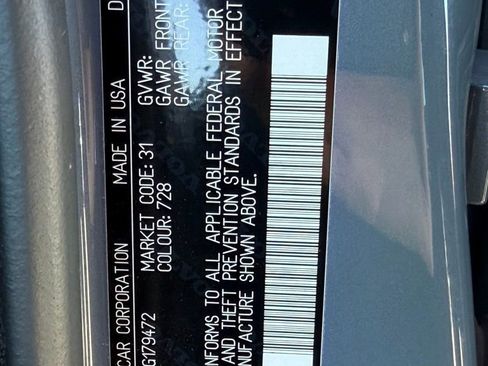 CAR CORPORATION MADE IN USA D
G179472 MARKET CODE: 31 GVWR:
COLOUR: 728 GAWR FRONT
GAWR REAR:
NFORMS TO ALL APPLICABLE FEDERAL MOTOR
AND THEFT PREVENTION STANDARDS IN EFFECT
NUFACTURE SHOWN ABOVE.